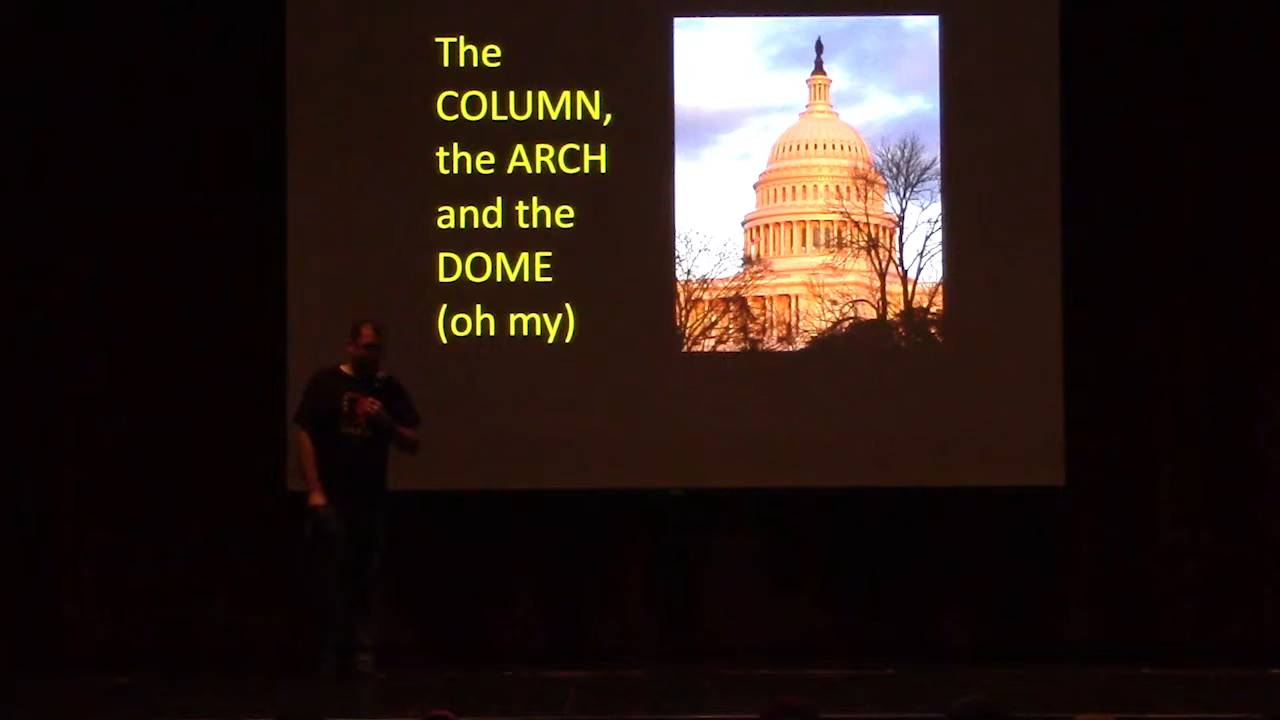 The
COLUMN,
the ARCH
and the
DOME
(oh my)